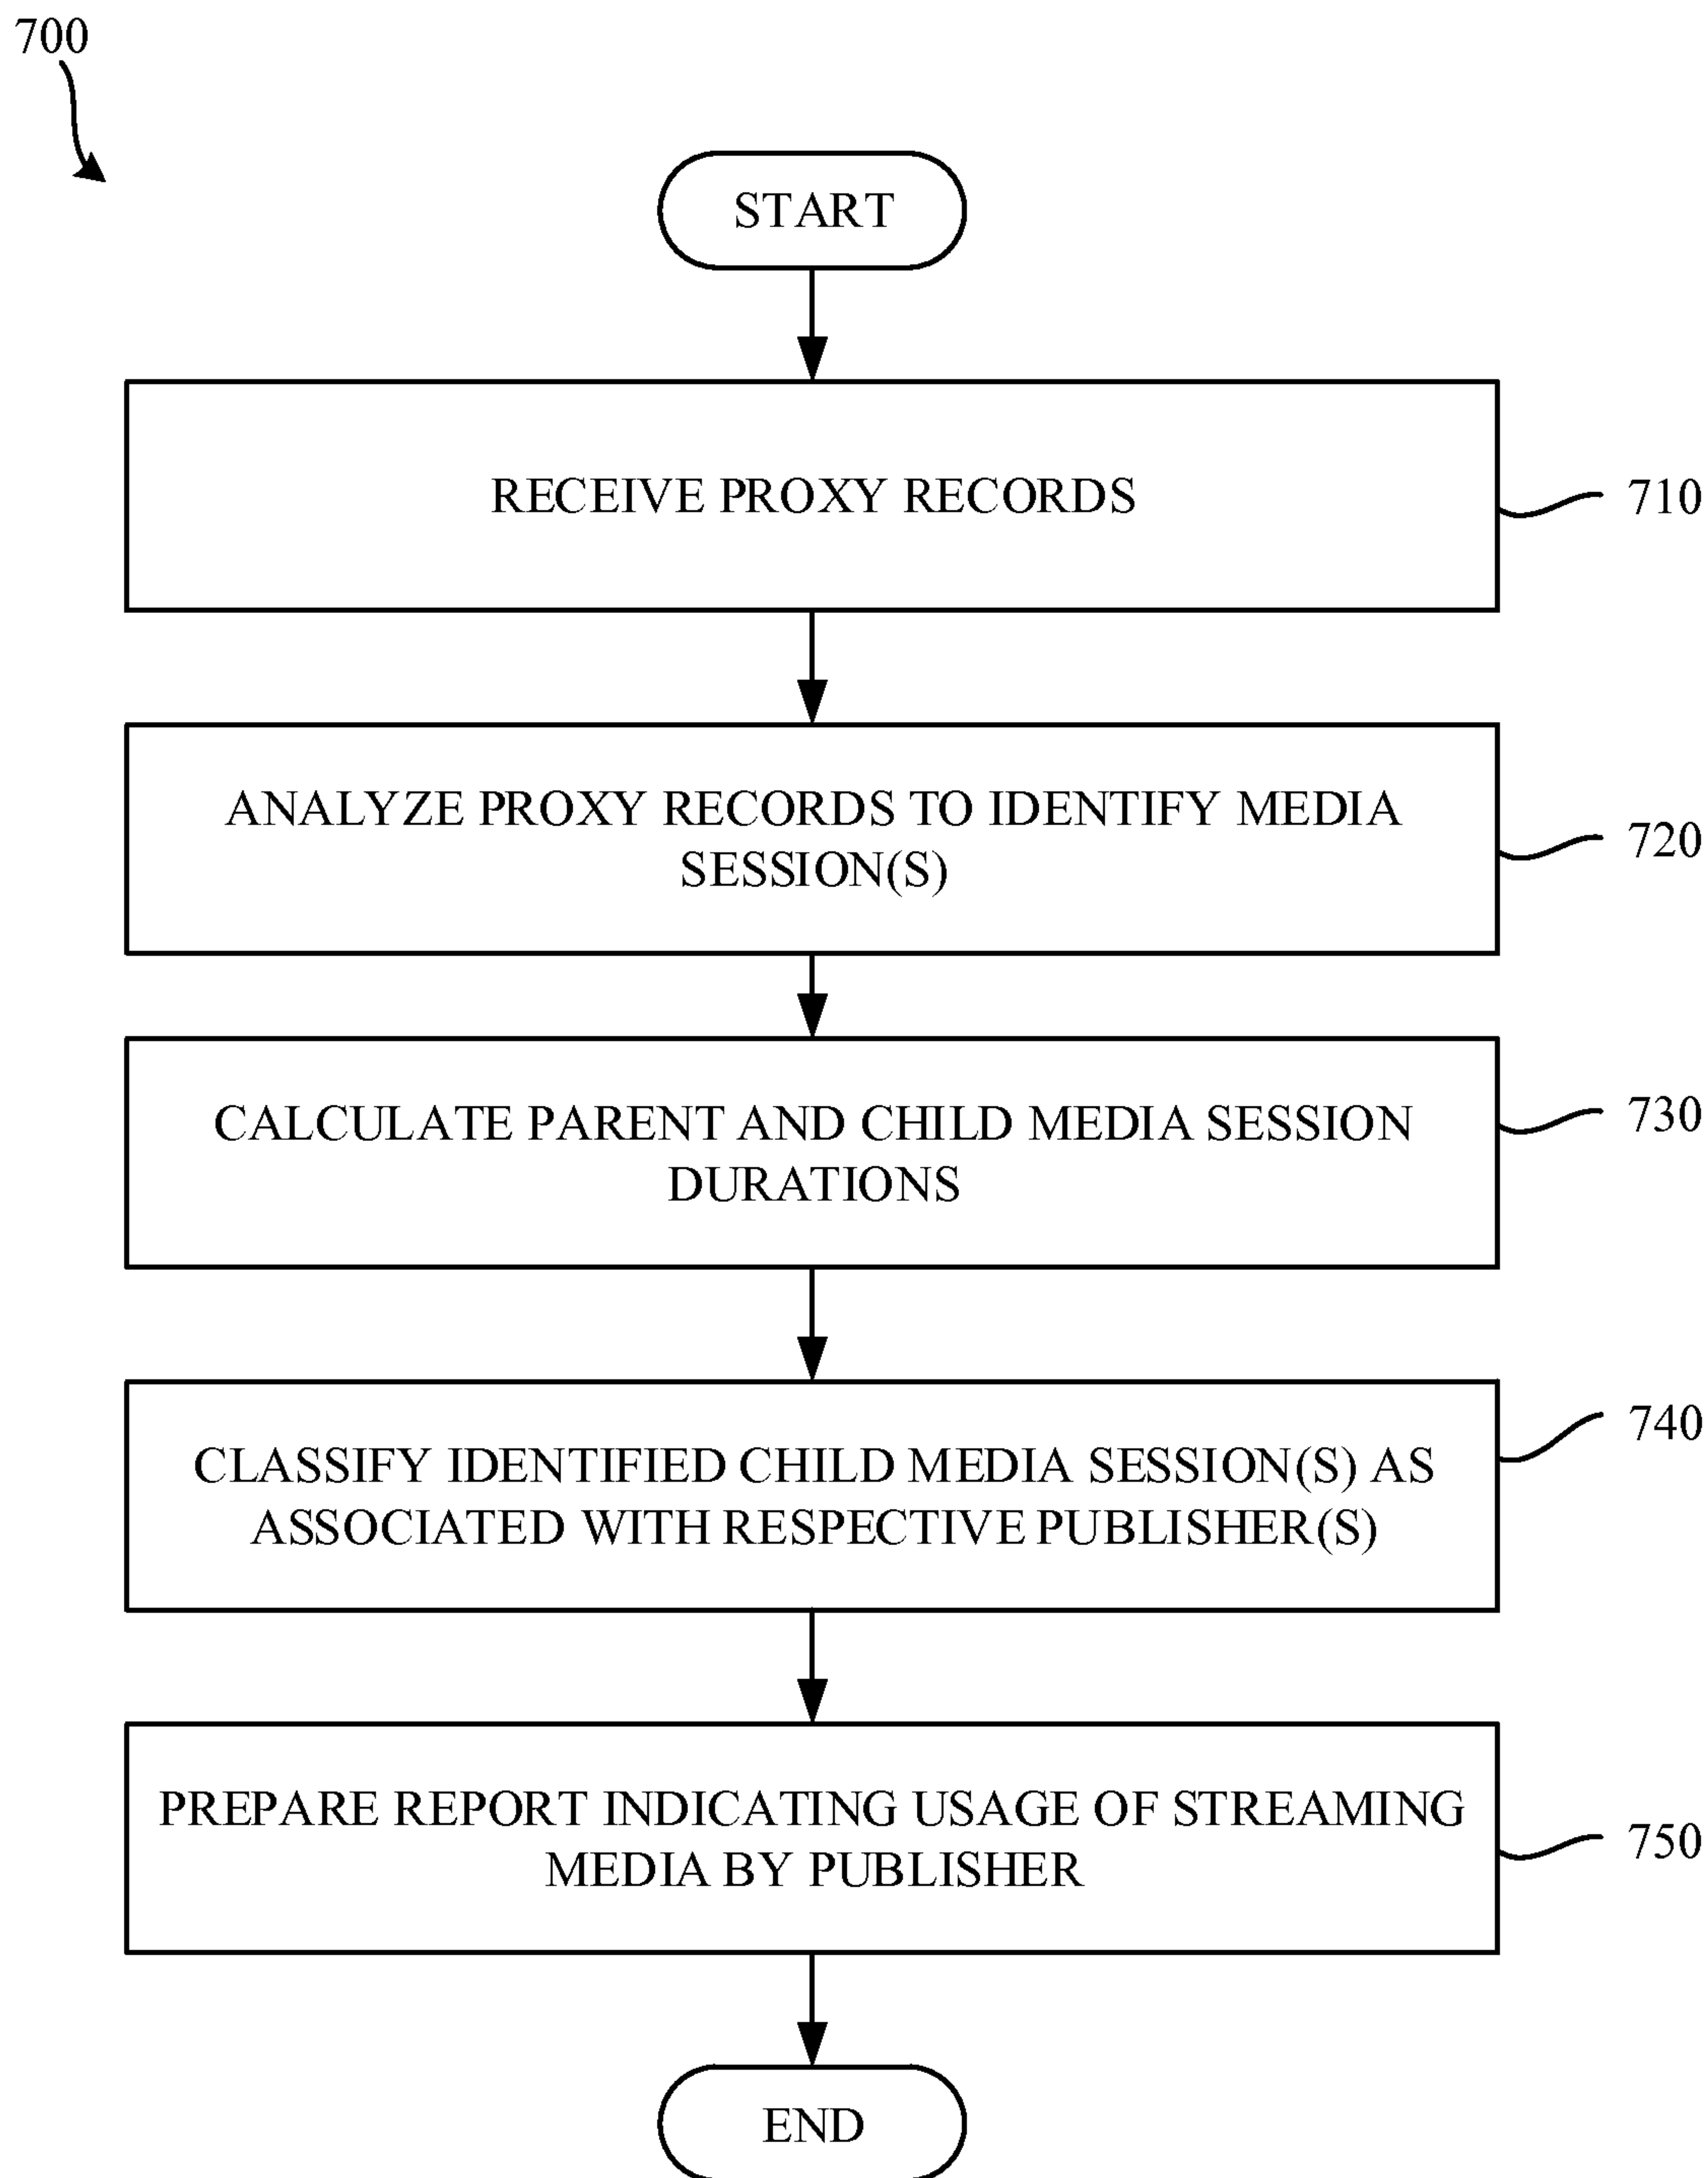 700
START
RECEIVE PROXY RECORDS
710
ANALYZE PROXY RECORDS TO IDENTIFY MEDIA
SESSION(S)
720
CALCULATE PARENT AND CHILD MEDIA SESSION
DURATIONS
730
CLASSIFY IDENTIFIED CHILD MEDIA SESSION(S) AS
ASSOCIATED WITH RESPECTIVE PUBLISHER(S)
740
PREPARE REPORT INDICATING USAGE OF STREAMING
MEDIA BY PUBLISHER
750
END